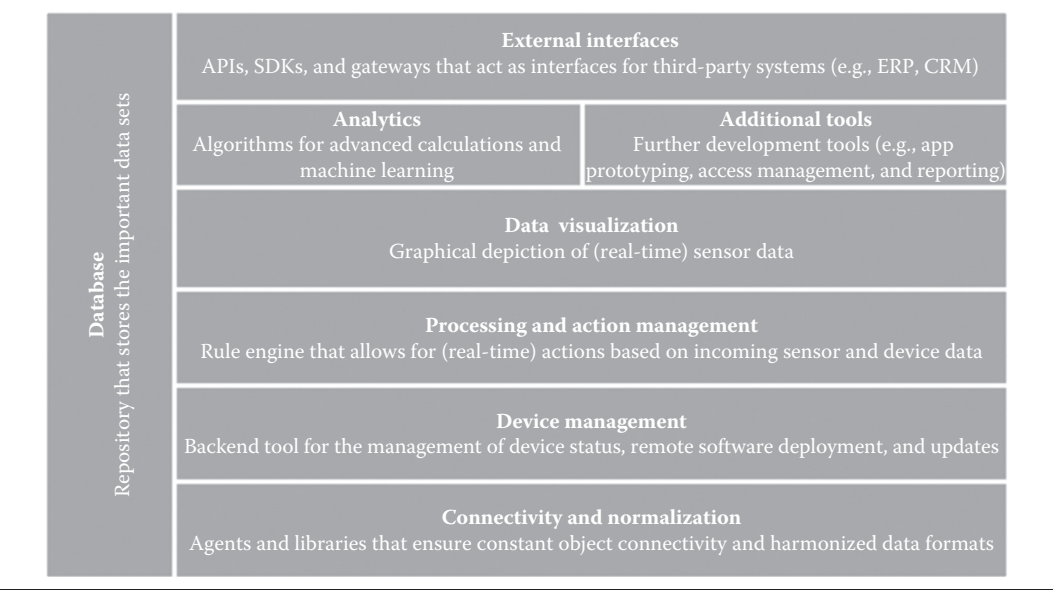 Database
Repository that stores the important data sets
External interfaces
APIs, SDKs, and gateways that act as interfaces for third-party systems (e.g., ERP, CRM)
Analytics
Algorithms for advanced calculations and
machine learning
Additional tools
Further development tools (e.g., app
prototyping, access management, and reporting)
Data visualization
Graphical depiction of (real-time) sensor data
Processing and action management
Rule engine that allows for (real-time) actions based on incoming sensor and device data
Device management
Backend tool for the management of device status, remote software deployment, and updates
Connectivity and normalization
Agents and libraries that ensure constant object connectivity and harmonized data formats